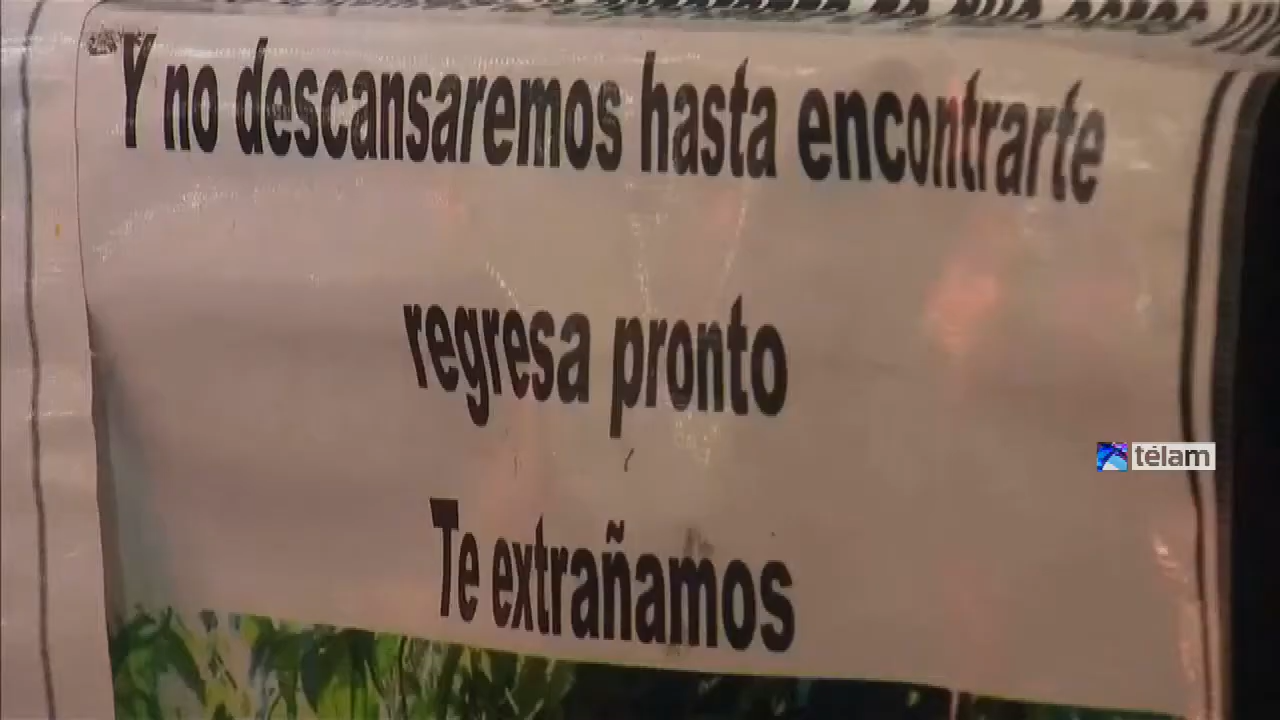 Y no descansaremos hasta encontrarte
regresa pronto
télam
Te extrañamos